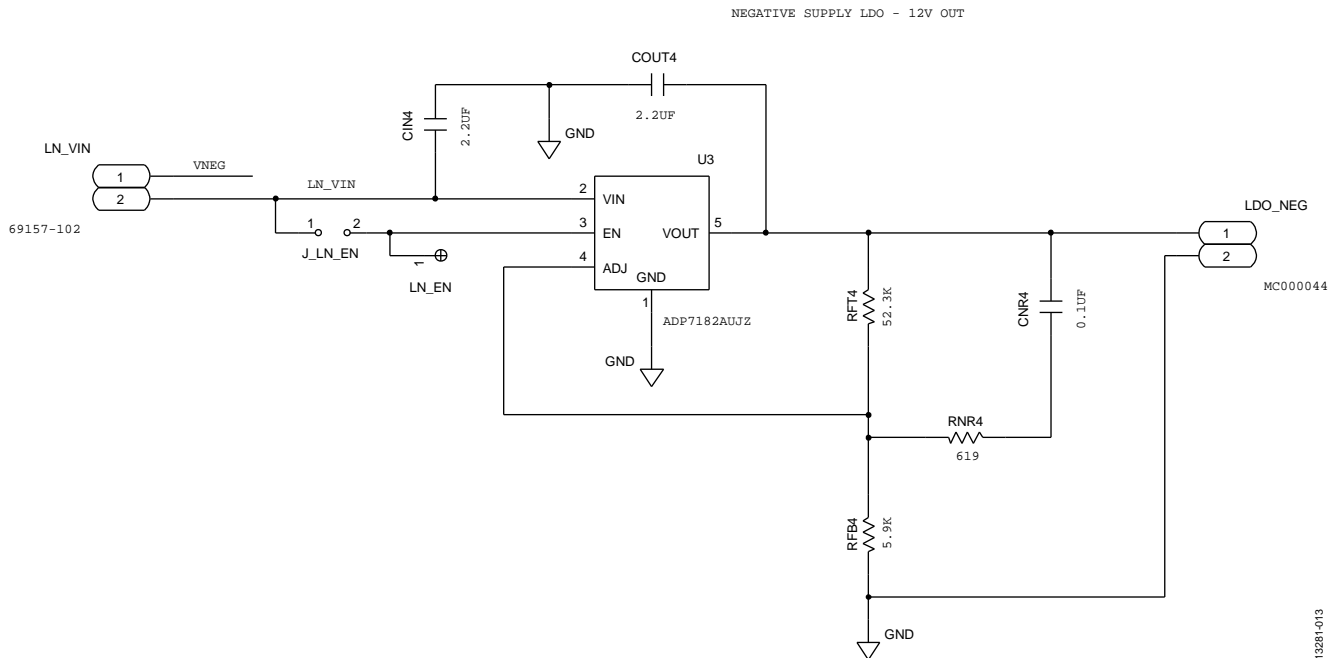 NEGATIVE SUPPLY LDO - 12V OUT
COUT4
2.2UF
CIN4
2.2UF
GND
LN_VIN
1
2
69157-102
VNEG
LN_VIN
U3
2
VIN
3
EN
4
ADJ
VOUT
5
GND
1
ADP7182AUJZ
GND
1
2
J_LN_EN
1
LN_EN
LDO_NEG
1
2
MC000044
RFT4
52.3K
CNR4
0.1UF
RNR4
619
RFB4
5.9K
GND
13281-013